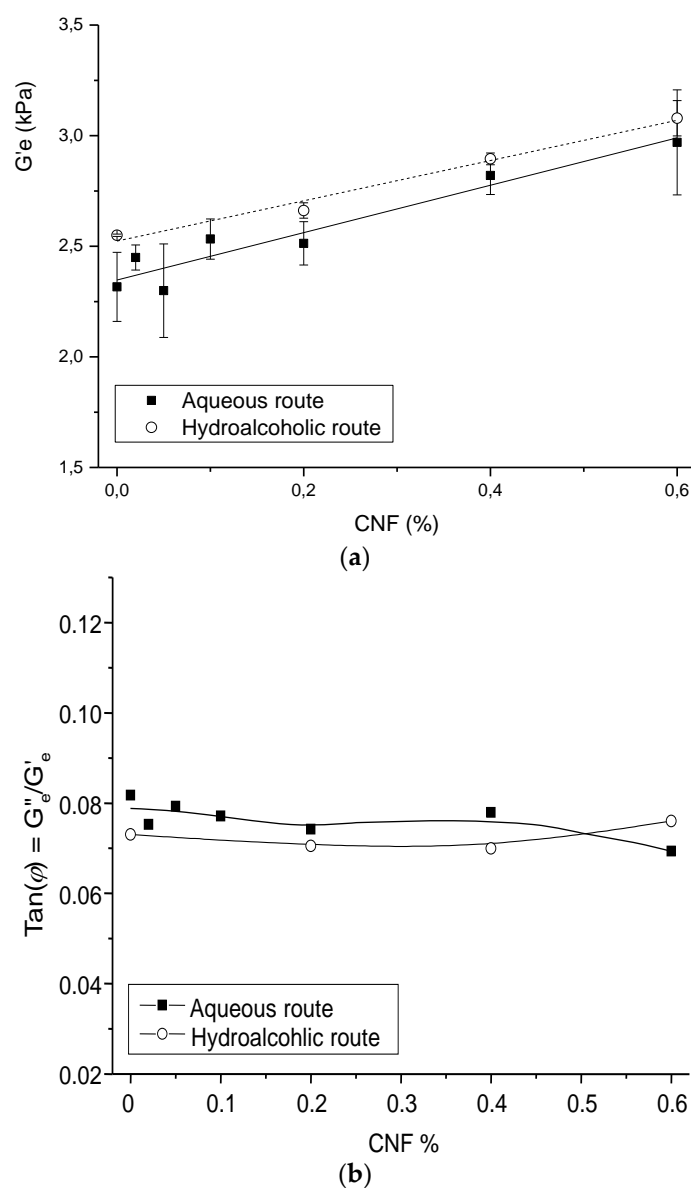 3,5
G'e (kPa)
3,0
2,5
2,0
1,5
Aqueous route
Hydroalcoholic route
0,0 0,2 0,4 0,6
CNF (%)
(a)
0.12
0.10
0.08
0.06
0.04
0.02
Tan(φ) = G"e/G'e
Aqueous route
Hydroalcohlic route
0 0.1 0.2 0.3 0.4 0.5 0.6
CNF %
(b)